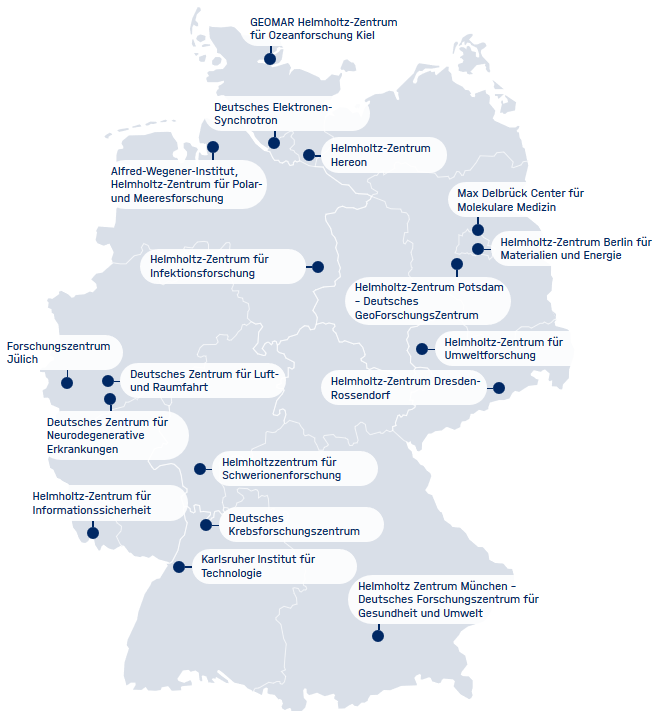 GEOMAR Helmholtz-Zentrum
für Ozeanforschung Kiel
Deutsches Elektronen-
Synchrotron
Helmholtz-Zentrum
Hereon
Alfred-Wegener-Institut,
Helmholtz-Zentrum für Polar-
und Meeresforschung
Max Delbrück Center für
Molekulare Medizin
Helmholtz-Zentrum Berlin für
Materialien und Energie
Helmholtz-Zentrum für
Infektionsforschung
Helmholtz-Zentrum Potsdam
– Deutsches
GeoForschungsZentrum
Forschungszentrum
Jülich
Helmholtz-Zentrum für
Umweltforschung
Deutsches Zentrum für Luft-
und Raumfahrt
Helmholtz-Zentrum Dresden-
Rossendorf
Deutsches Zentrum für
Neurodegenerative
Erkrankungen
Helmholtzzentrum für
Schwerionenforschung
Helmholtz-Zentrum für
Informationssicherheit
Deutsches
Krebsforschungszentrum
Karlsruher Institut für
Technologie
Helmholtz Zentrum München –
Deutsches Forschungszentrum für
Gesundheit und Umwelt